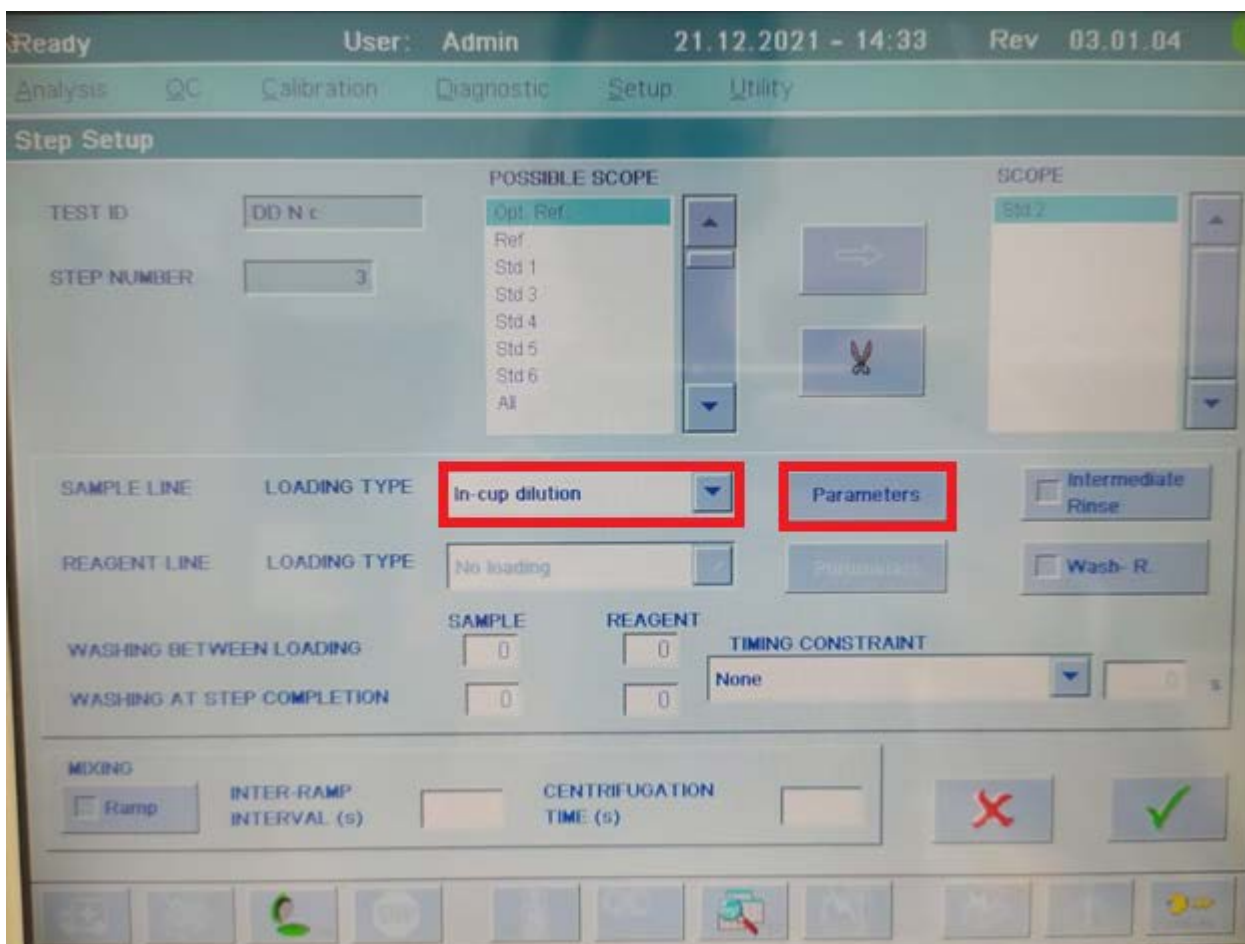 Ready User: Admin 21.12.2021 - 14:33 Rev 03.01.04
Analysis QC Calibration Diagnostic Setup Utility
Step Setup
POSSIBLE SCOPE SCOPE
TEST ID DD N c Opt. Ref. Std 2
Ref
STEP NUMBER 3 Std 1
Std 3
Std 4
Std 5
Std 6
All
SAMPLE LINE LOADING TYPE In-cup dilution Parameters Intermediate
Rinse
REAGENT LINE LOADING TYPE No loading Parameters Wash- R.
SAMPLE REAGENT
WASHING BETWEEN LOADING 0 0 TIMING CONSTRAINT
None 0 s
WASHING AT STEP COMPLETION 0 0
MIXING
Ramp INTER-RAMP CENTRIFUGATION
INTERVAL (s) TIME (s)